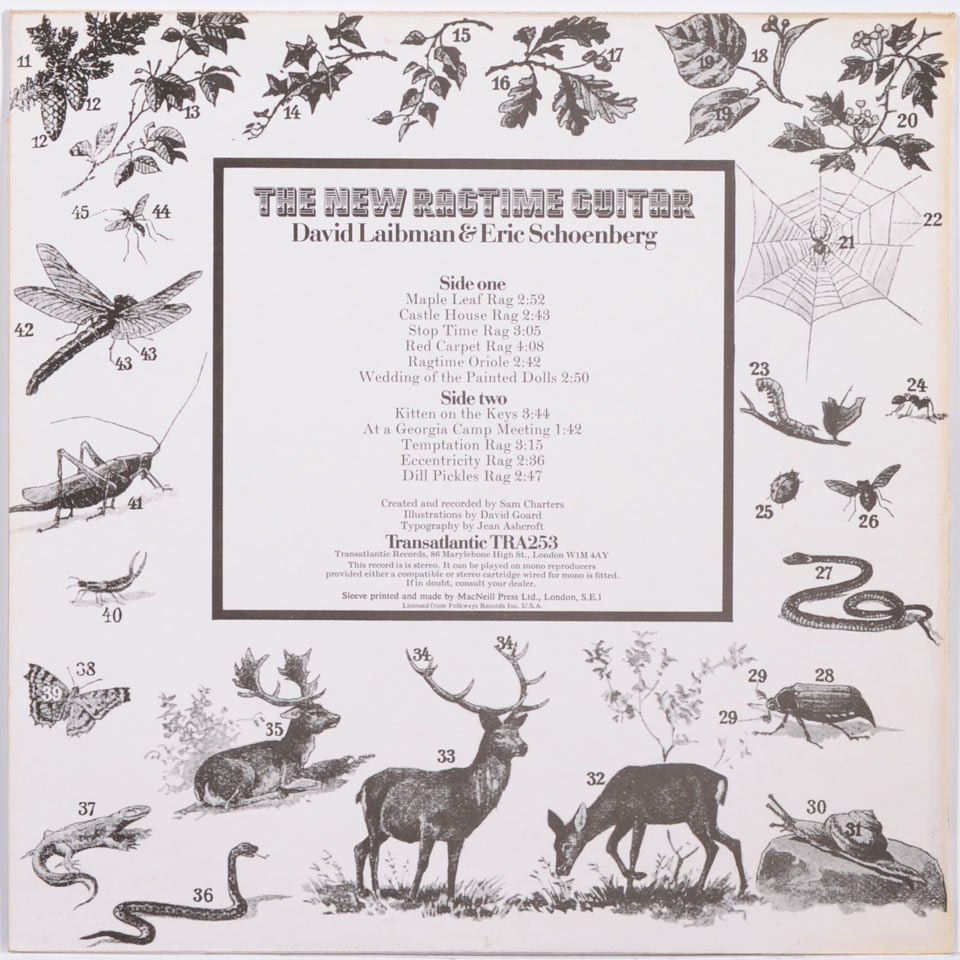 11
12
12
13
14
15
16
17
18
19
19
20
THE NEW RAGTIME GUITAR
David Laibman & Eric Schoenberg
Side one
Maple Leaf Rag 2:52
Castle House Rag 2:43
Stop Time Rag 3:05
Red Carpet Rag 4:08
Ragtime Oriole 2:42
Wedding of the Painted Dolls 2:50
Side two
Kitten on the Keys 3:44
At a Georgia Camp Meeting 1:42
Temptation Rag 3:15
Eccentricity Rag 2:36
Dill Pickles Rag 2:47
Created and recorded by Sam Charters
Illustrations by David Goard
Typography by Jean Ashcroft
Transatlantic TRA253
Transatlantic Records, 86 Marylebone High St., London W1M 4AY
This record is is stereo. It can be played on mono reproducers
provided either a compatible or stereo cartridge wired for mono is fitted.
If in doubt, consult your dealer.
Sleeve printed and made by MacNeill Press Ltd., London, S.E.1
Licensed from Folkways Records Inc. U.S.A.
21
22
23
24
25
26
27
28
29
29
30
31
32
33
34
34
35
36
37
38
39
40
41
42
43
43
44
45